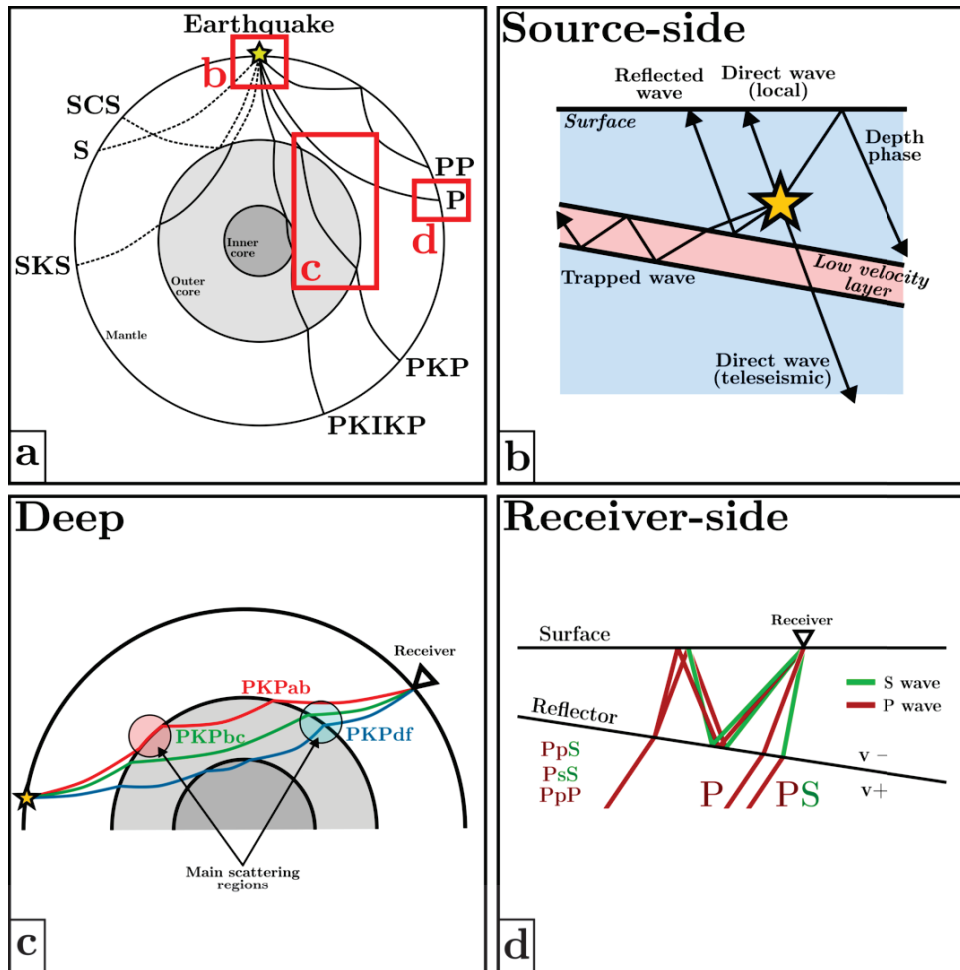 Earthquake
b
SCS
S
PP
P
d
Inner
core
c
SKS
Outer
core
Mantle
PKP
PKIKP
a
Source-side
Reflected
wave
Direct wave
(local)
Surface
Depth
phase
Low velocity
layer
Trapped wave
Direct wave
(teleseismic)
b
Deep
Receiver
PKPab
PKPbc
PKPdf
Main scattering
regions
c
Receiver-side
Receiver
Surface
S wave
P wave
Reflector
PpS
PsS
PpP
P
PS
v −
v+
d